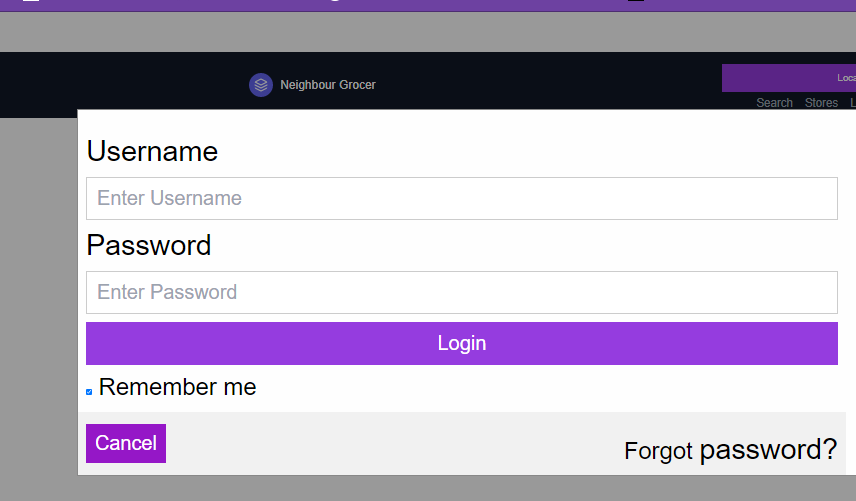 Neighbour Grocer
Search Stores
Username
Enter Username
Password
Enter Password
Login
Remember me
Cancel
Forgot password?